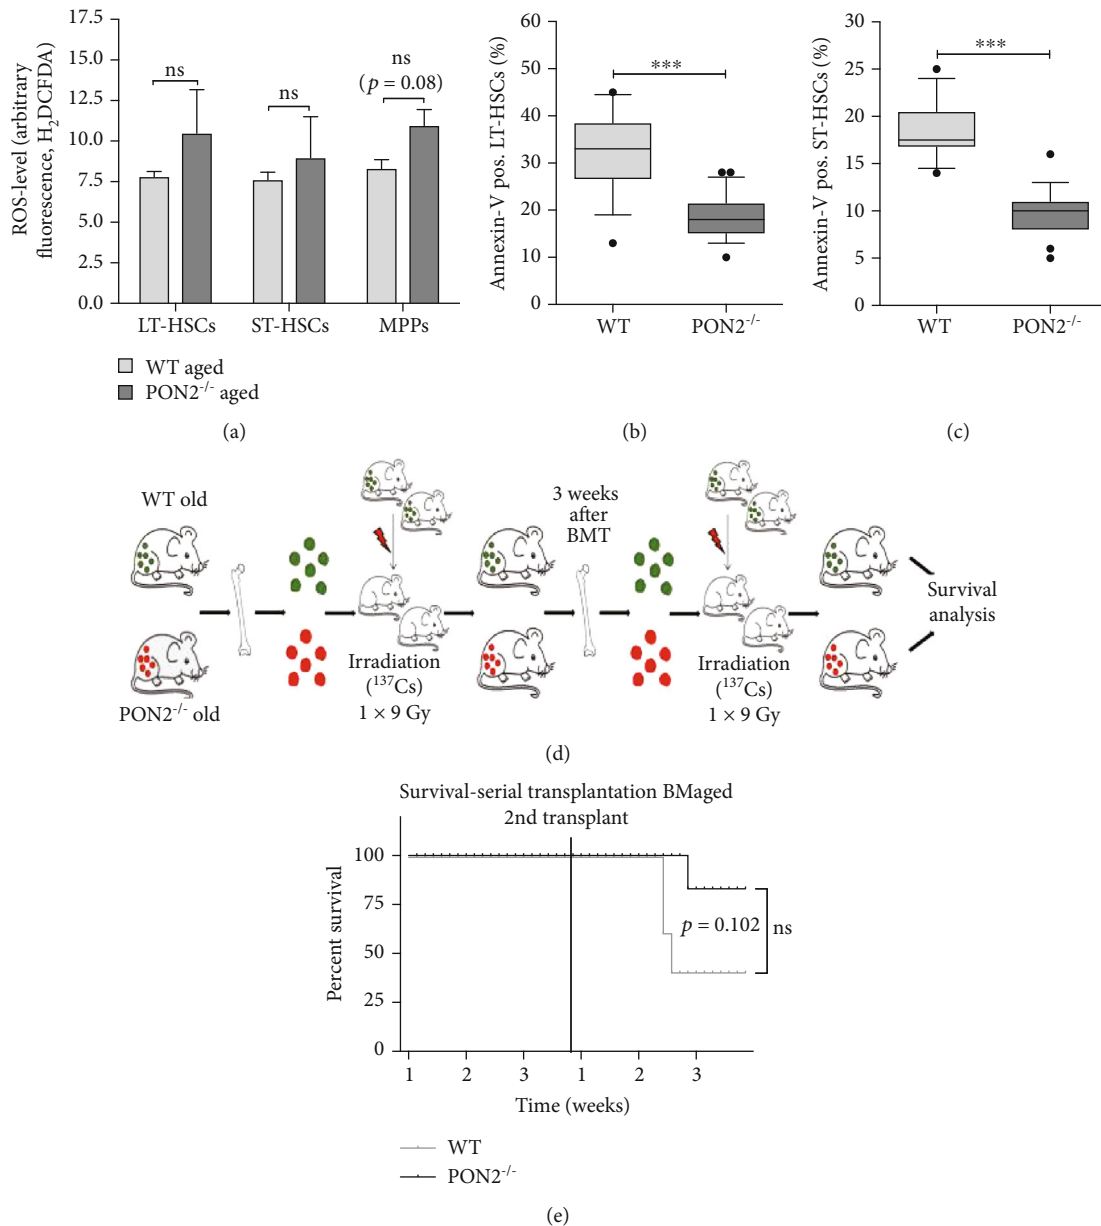 17.5
15.0
12.5
10.0
7.5
5.0
2.5
0.0
ROS-level (arbitrary
fluorescence, H₂DCFDA)
ns
ns
ns
(p = 0.08)
LT-HSCs
ST-HSCs
MPPs
WT aged
PON2⁻/⁻ aged
(a)
60
50
40
30
20
10
0
Annexin-V pos. LT-HSCs (%)
***
WT
PON2⁻/⁻
(b)
30
25
20
15
10
5
0
Annexin-V pos. ST-HSCs (%)
***
WT
PON2⁻/⁻
(c)
WT old
PON2⁻/⁻ old
Irradiation
(¹³⁷Cs)
1 × 9 Gy
3 weeks
after
BMT
Irradiation
(¹³⁷Cs)
1 × 9 Gy
Survival
analysis
(d)
Survival-serial transplantation BMaged
2nd transplant
100
75
50
25
0
Percent survival
p = 0.102
ns
1 2 3 1 2 3
Time (weeks)
WT
PON2⁻/⁻
(e)